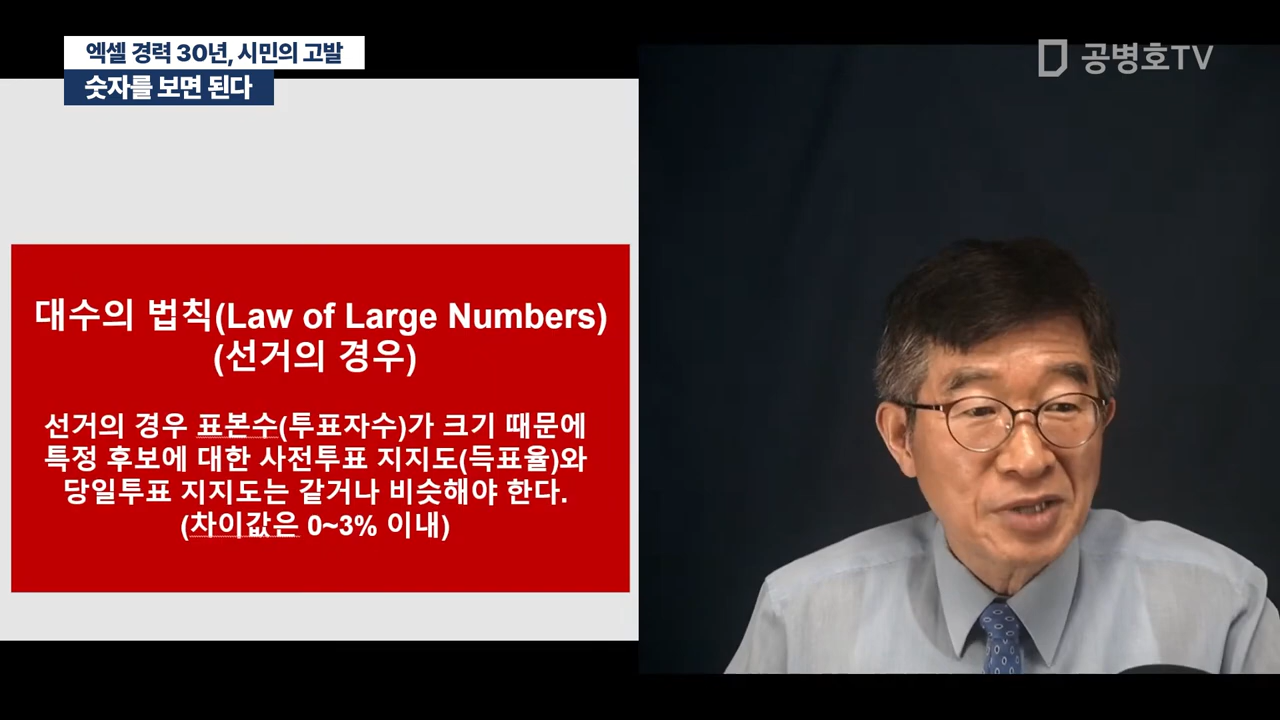 엑셀 경력 30년, 시민의 고발
숫자를 보면 된다
공병호TV
대수의 법칙(Law of Large Numbers)
(선거의 경우)
선거의 경우 표본수(투표자수)가 크기 때문에
특정 후보에 대한 사전투표 지지도(득표율)와
당일투표 지지도는 같거나 비슷해야 한다.
(차이값은 0~3% 이내)